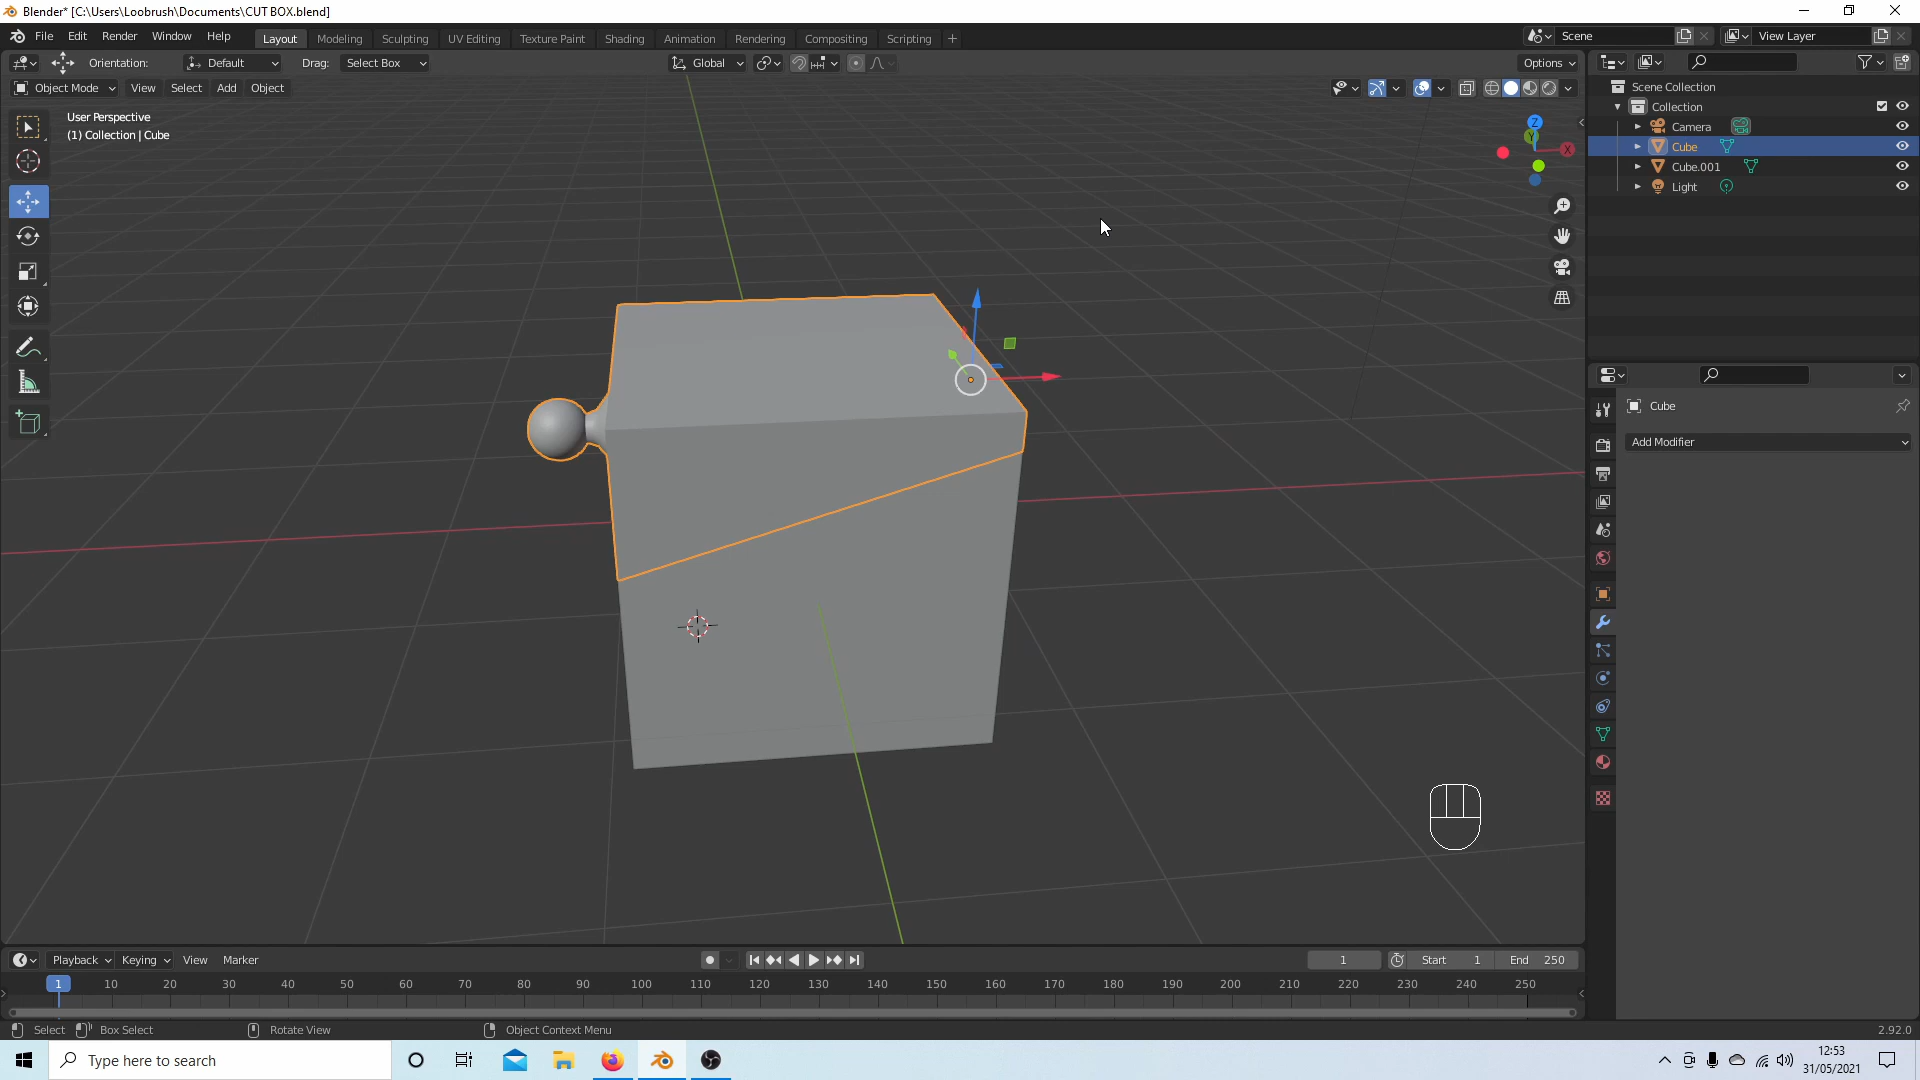 Blender* [C:\Users\Loobrush\Documents\CUT BOX.blend]
File Edit Render Window Help
Layout Modeling Sculpting UV Editing Texture Paint Shading Animation Rendering Compositing Scripting +
Scene View Layer
Orientation: Default Drag: Select Box Global Options
Object Mode View Select Add Object
User Perspective
(1) Collection | Cube
Z
Y
X
Scene Collection
Collection
Camera
Cube
Cube.001
Light
Cube
Add Modifier
Playback Keying View Marker
1 Start 1 End 250
1 10 20 30 40 50 60 70 80 90 100 110 120 130 140 150 160 170 180 190 200 210 220 230 240 250
Select Box Select Rotate View Object Context Menu 2.92.0
Type here to search
12:53
31/05/2021